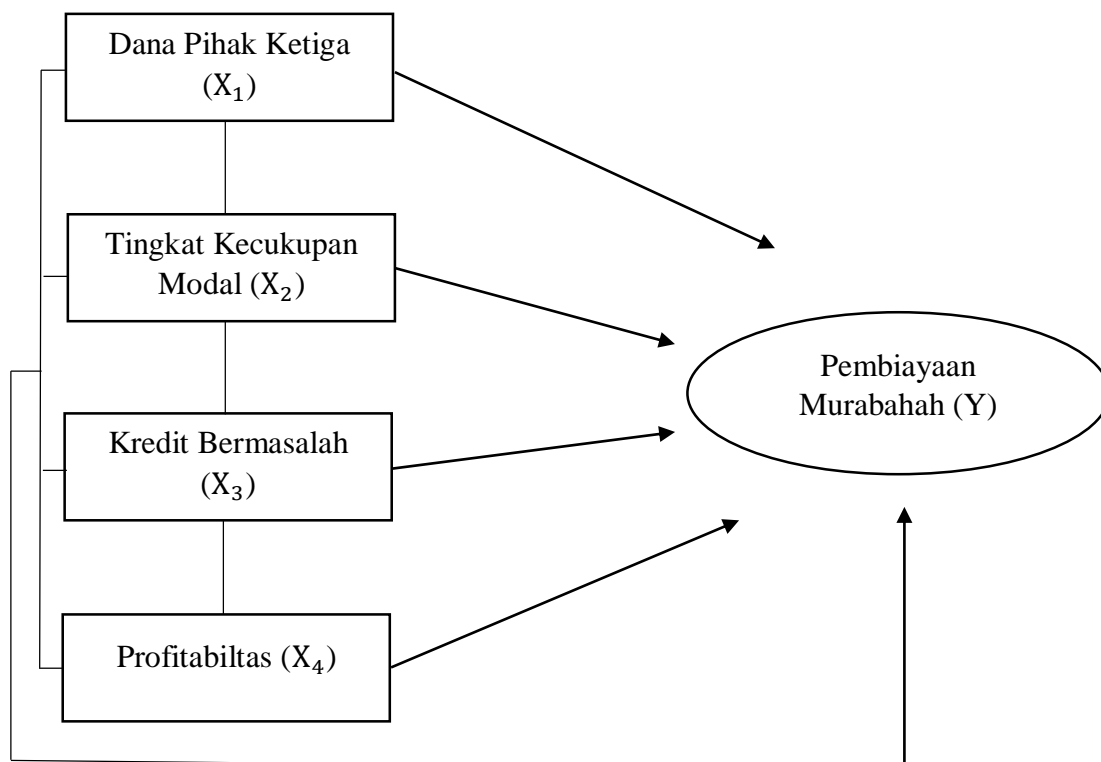 Dana Pihak Ketiga
(X₁)
Tingkat Kecukupan
Modal (X₂)
Kredit Bermasalah
(X₃)
Profitabiltas (X₄)
Pembiayaan
Murabahah (Y)